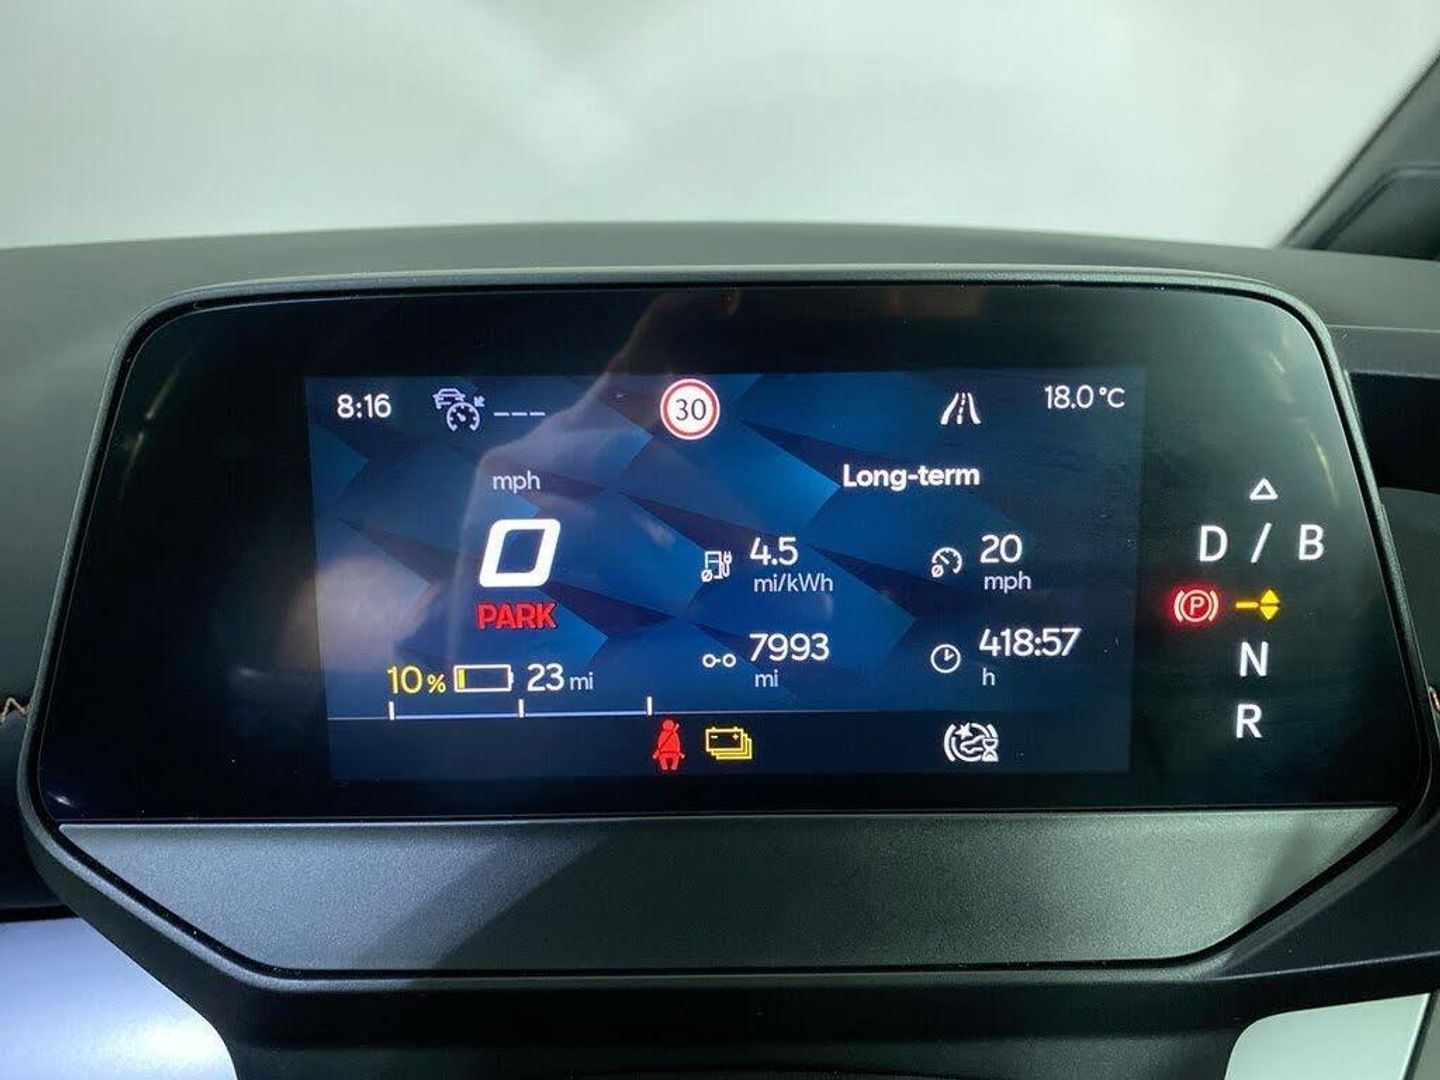 8:16 --- 30 18.0 °C
mph Long-term
0 4.5 20 D / B
mi/kWh mph
PARK P
7993 418:57 N
10% 23 mi mi h
R